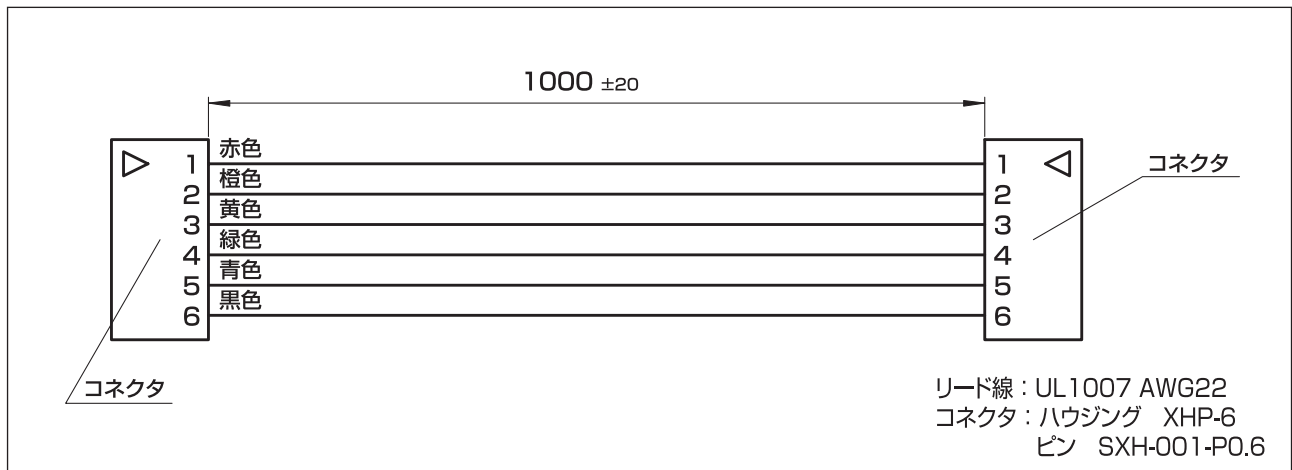 1000 ±20
赤色
1 1
コネクタ
橙色
2 2
黄色
3 3
緑色
4 4
青色
5 5
黒色
6 6
コネクタ
リード線：UL1007 AWG22
コネクタ：ハウジング　XHP-6
ピン　SXH-001-P0.6